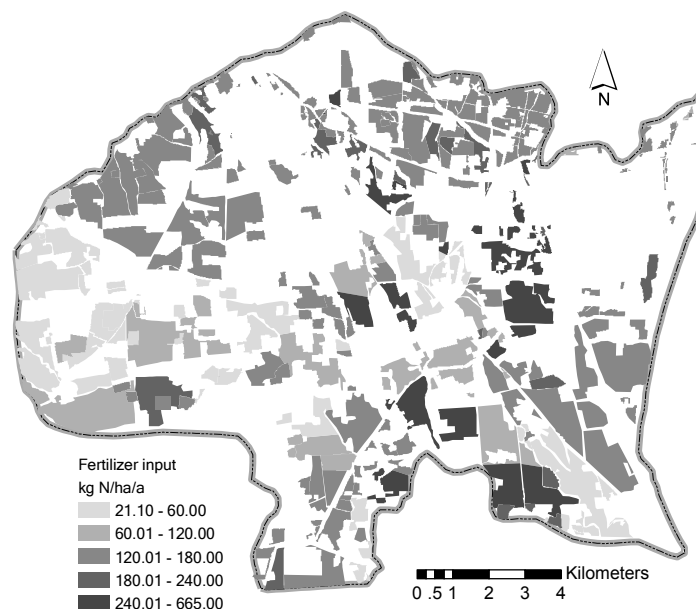 N
Fertilizer input
kg N/ha/a
21.10 - 60.00
60.01 - 120.00
120.01 - 180.00
180.01 - 240.00
240.01 - 665.00
Kilometers
0 .5 1 2 3 4